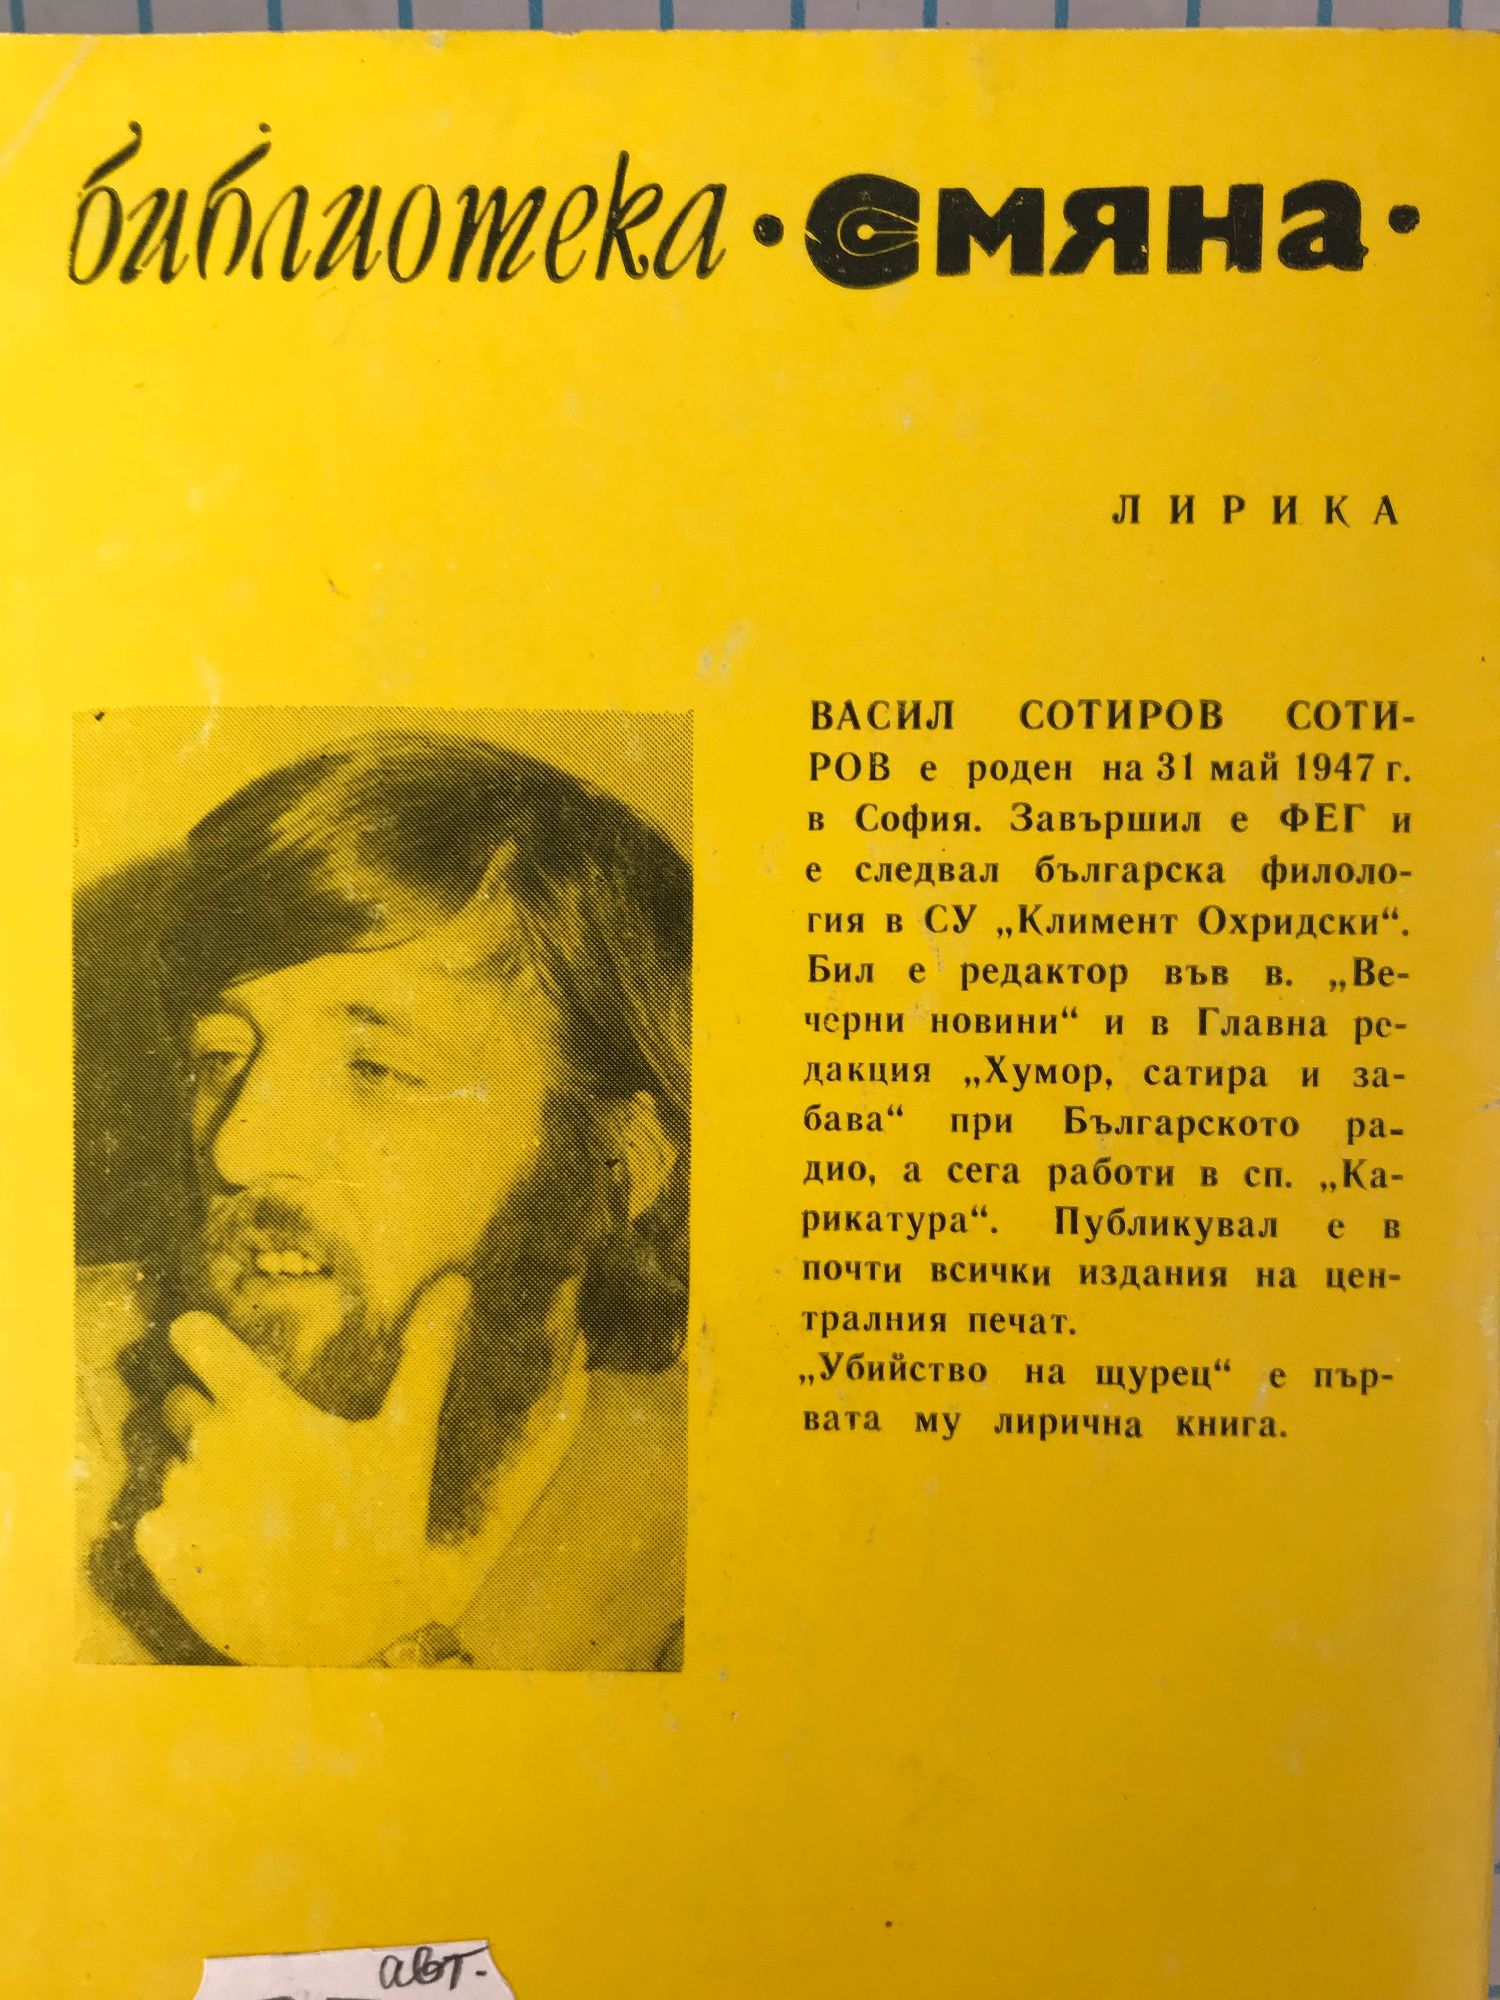 библиотека · Смяна ·
ЛИРИКА
ВАСИЛ СОТИРОВ СОТИ-
РОВ е роден на 31 май 1947 г.
в София. Завършил е ФЕГ и
е следвал българска филоло-
гия в СУ „Климент Охридски“.
Бил е редактор във в. „Ве-
черни новини“ и в Главна ре-
дакция „Хумор, сатира и за-
бава“ при Българското ра-
дио, а сега работи в сп. „Ка-
рикатура“. Публикувал е в
почти всички издания на цен-
тралния печат.
„Убийство на щурец“ е пър-
вата му лирична книга.
авт.-